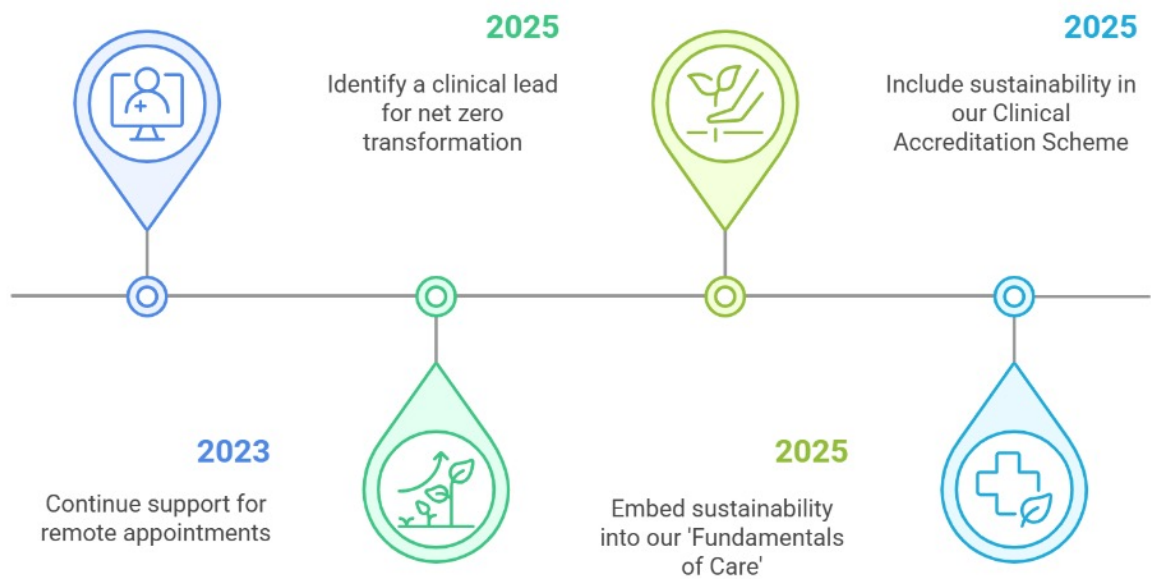 2023
Continue support for
remote appointments
2025
Identify a clinical lead
for net zero
transformation
2025
Embed sustainability
into our 'Fundamentals
of Care'
2025
Include sustainability in
our Clinical
Accreditation Scheme